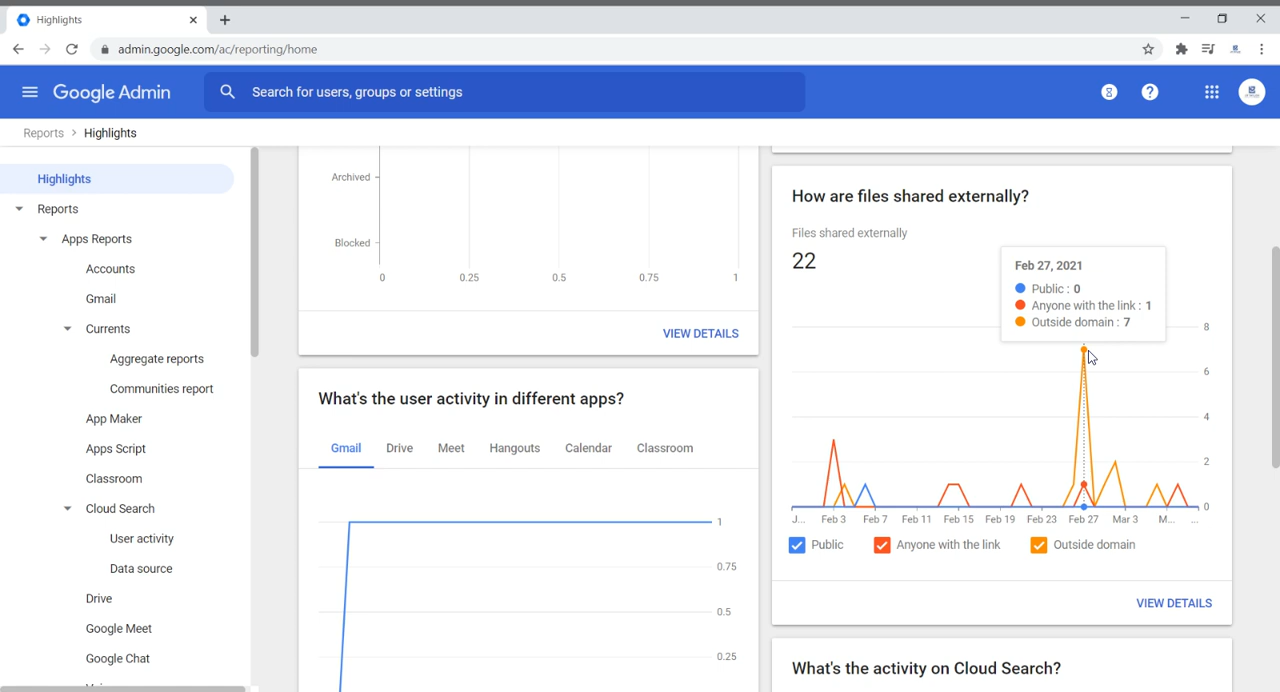 Highlights
admin.google.com/ac/reporting/home
Google Admin
Search for users, groups or settings
Reports > Highlights
Highlights
Reports
Apps Reports
Accounts
Gmail
Currents
Aggregate reports
Communities report
App Maker
Apps Script
Classroom
Cloud Search
User activity
Data source
Drive
Google Meet
Google Chat
Archived
Blocked
0 0.25 0.5 0.75 1
VIEW DETAILS
What's the user activity in different apps?
Gmail Drive Meet Hangouts Calendar Classroom
1
0.75
0.5
0.25
How are files shared externally?
Files shared externally
22
Feb 27, 2021
Public : 0
Anyone with the link : 1
Outside domain : 7
8
6
4
2
0
J... Feb 3 Feb 7 Feb 11 Feb 15 Feb 19 Feb 23 Feb 27 Mar 3 M... ...
Public Anyone with the link Outside domain
VIEW DETAILS
What's the activity on Cloud Search?